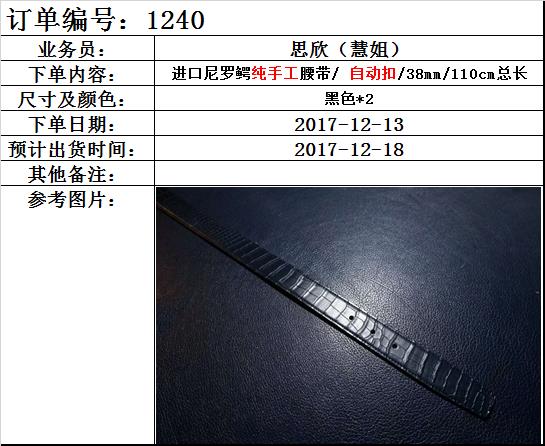 订单编号：1240
业务员： 思欣（慧姐）
下单内容： 进口尼罗鳄纯手工腰带/ 自动扣/38mm/110cm总长
尺寸及颜色： 黑色*2
下单日期： 2017-12-13
预计出货时间： 2017-12-18
其他备注：
参考图片：